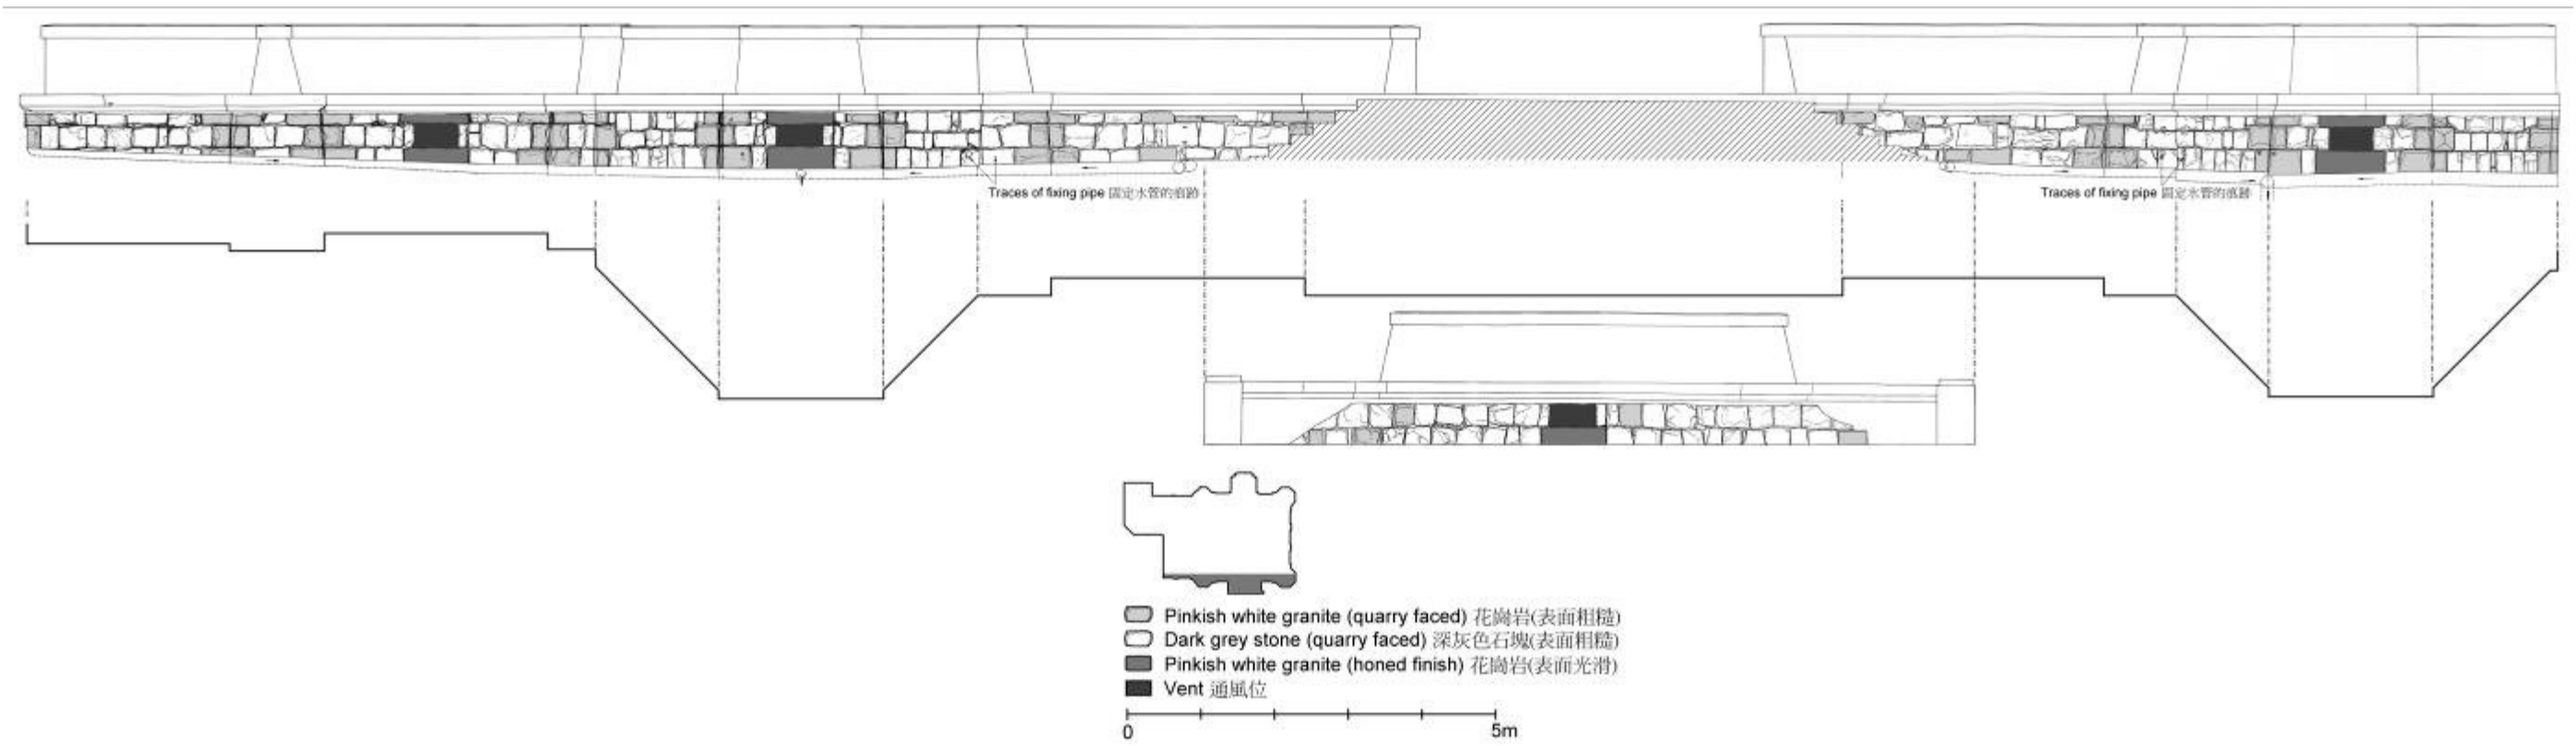 Traces of fixing pipe 固定水管的痕跡
Traces of fixing pipe 固定水管的痕跡
Pinkish white granite (quarry faced) 花崗岩(表面粗糙)
Dark grey stone (quarry faced) 深灰色石塊(表面粗糙)
Pinkish white granite (honed finish) 花崗岩(表面光滑)
Vent 通風位
0 5m